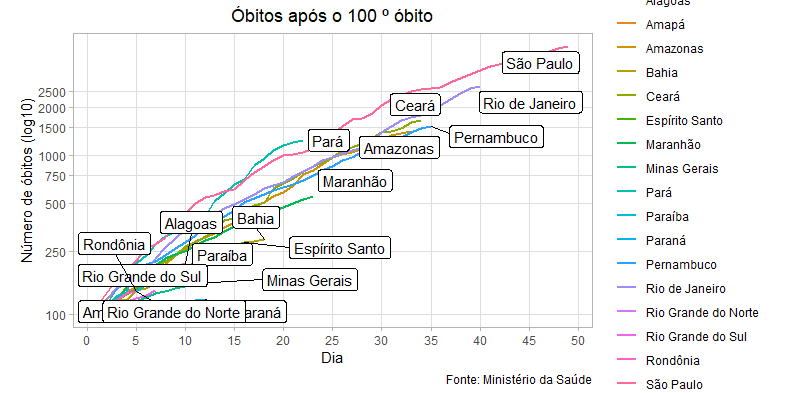 Óbitos após o 100 º óbito
Número de óbitos (log10)
2500
2000
1500
1000
750
500
250
100
São Paulo
Ceará
Rio de Janeiro
Pará
Pernambuco
Amazonas
Maranhão
Alagoas
Bahia
Rondônia
Espírito Santo
Paraíba
Rio Grande do Sul
Minas Gerais
Am
Rio Grande do Norte
araná
0 5 10 15 20 25 30 35 40 45 50
Dia
Fonte: Ministério da Saúde
Alagoas
Amapá
Amazonas
Bahia
Ceará
Espírito Santo
Maranhão
Minas Gerais
Pará
Paraíba
Paraná
Pernambuco
Rio de Janeiro
Rio Grande do Norte
Rio Grande do Sul
Rondônia
São Paulo